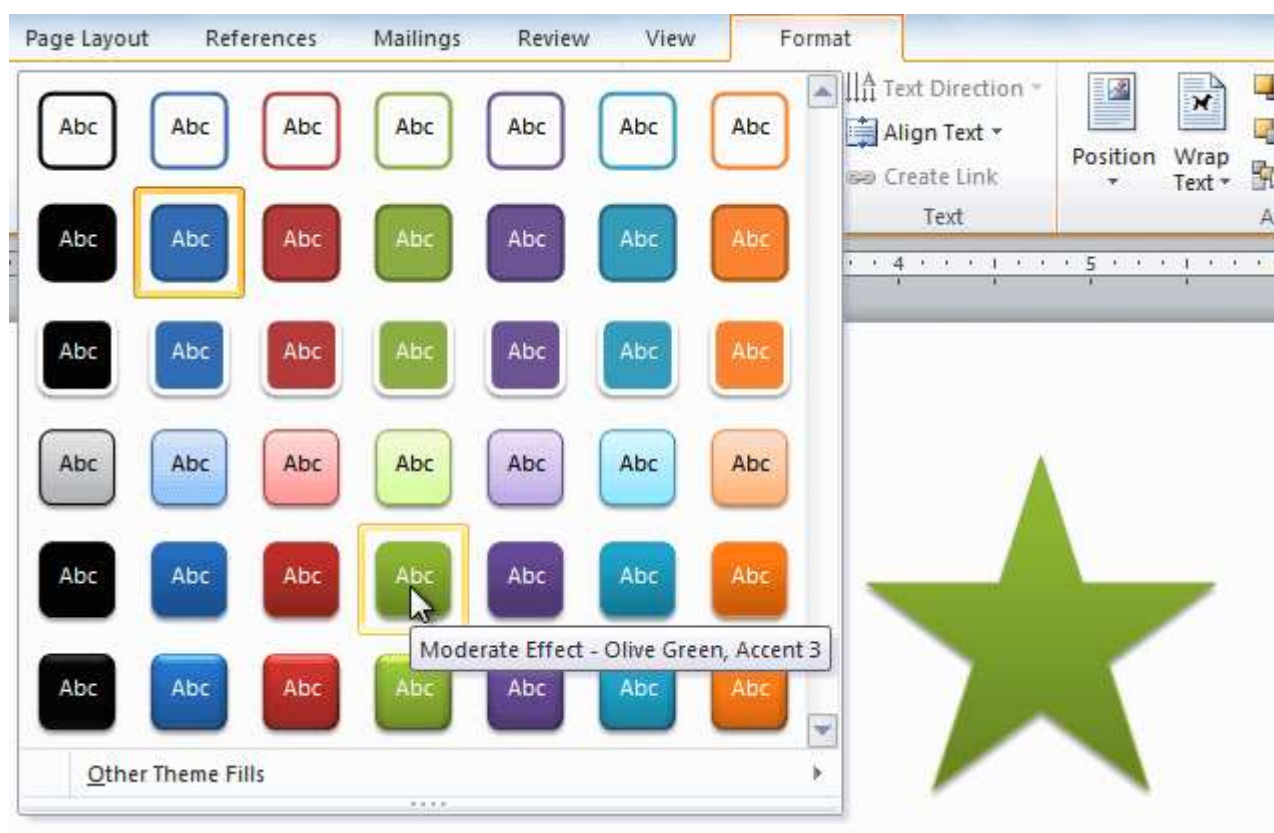 Page Layout References Mailings Review View Format
Abc Abc Abc Abc Abc Abc Abc
Abc Abc Abc Abc Abc Abc Abc
Abc Abc Abc Abc Abc Abc Abc
Abc Abc Abc Abc Abc Abc Abc
Abc Abc Abc Abc Abc Abc Abc
Moderate Effect - Olive Green, Accent 3
Abc Abc Abc Abc Abc Abc Abc
Other Theme Fills
Text Direction
Align Text
Create Link
Text
Position
Wrap
Text
A
4 5